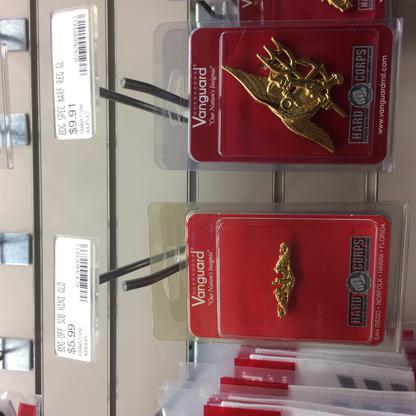 BDG SPEC WARF REG GL
$9.91
Vanguard
"Our Nation's Insignia"
HARD CORPS
www.vanguardmil.com
BDG OFF SUB MINI GLD
$5.99
Vanguard
"Our Nation's Insignia"
HARD CORPS
SAN DIEGO • NORFOLK • HAWAII • FLORIDA